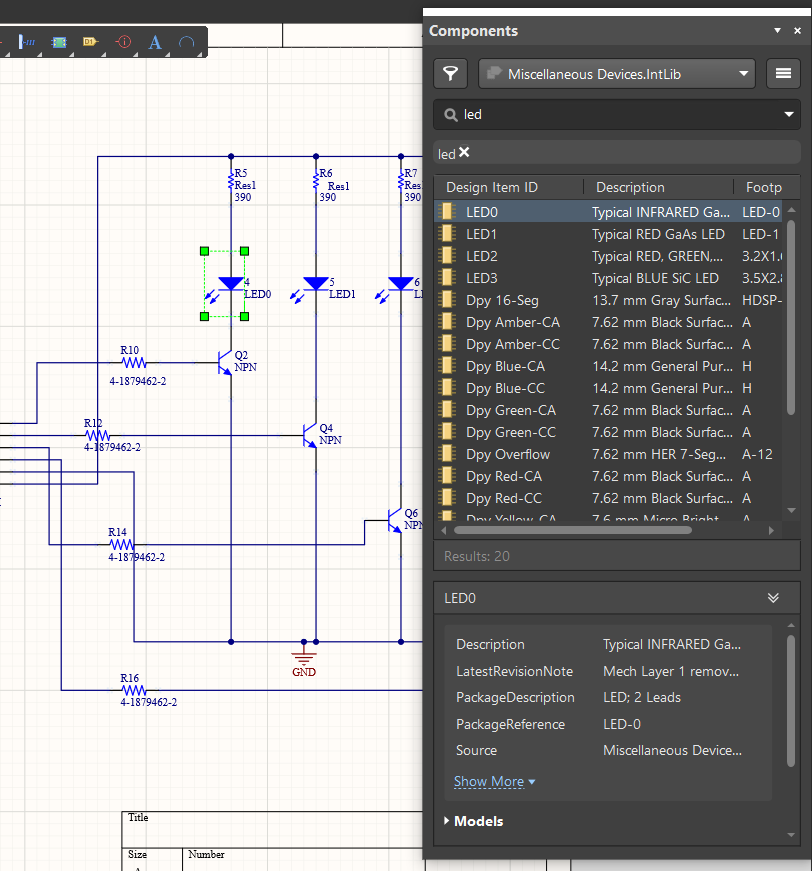 Components
m
D1
A
Miscellaneous Devices.IntLib
led
led
Design Item ID Description Footp
LED0 Typical INFRARED Ga... LED-0
LED1 Typical RED GaAs LED LED-1
LED2 Typical RED, GREEN,... 3.2X1.6
LED3 Typical BLUE SiC LED 3.5X2.8
Dpy 16-Seg 13.7 mm Gray Surfac... HDSP-
Dpy Amber-CA 7.62 mm Black Surfac... A
Dpy Amber-CC 7.62 mm Black Surfac... A
Dpy Blue-CA 14.2 mm General Pur... H
Dpy Blue-CC 14.2 mm General Pur... H
Dpy Green-CA 7.62 mm Black Surfac... A
Dpy Green-CC 7.62 mm Black Surfac... A
Dpy Overflow 7.62 mm HER 7-Seg... A-12
Dpy Red-CA 7.62 mm Black Surfac... A
Dpy Red-CC 7.62 mm Black Surfac... A
Dpy Yellow-CA 7.6 mm Micro Bright A
Results: 20
LED0
Description Typical INFRARED Ga...
LatestRevisionNote Mech Layer 1 remov...
PackageDescription LED; 2 Leads
PackageReference LED-0
Source Miscellaneous Device...
Show More
Models
R5
Res1
390
R6
Res1
390
R7
Res
390
4
LED0
5
LED1
6
R10
4-1879462-2
Q2
NPN
R12
4-1879462-2
Q4
NPN
R14
4-1879462-2
Q6
NPN
GND
R16
4-1879462-2
Title
Size Number